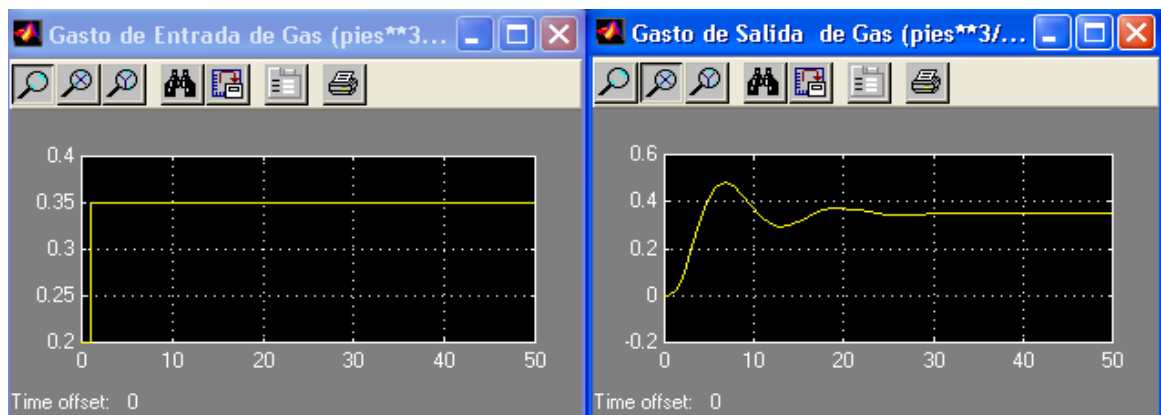 Gasto de Entrada de Gas (pies**3...
0.4
0.35
0.3
0.25
0.2
0 10 20 30 40 50
Time offset: 0
Gasto de Salida de Gas (pies**3/...
0.6
0.4
0.2
0
-0.2
0 10 20 30 40 50
Time offset: 0